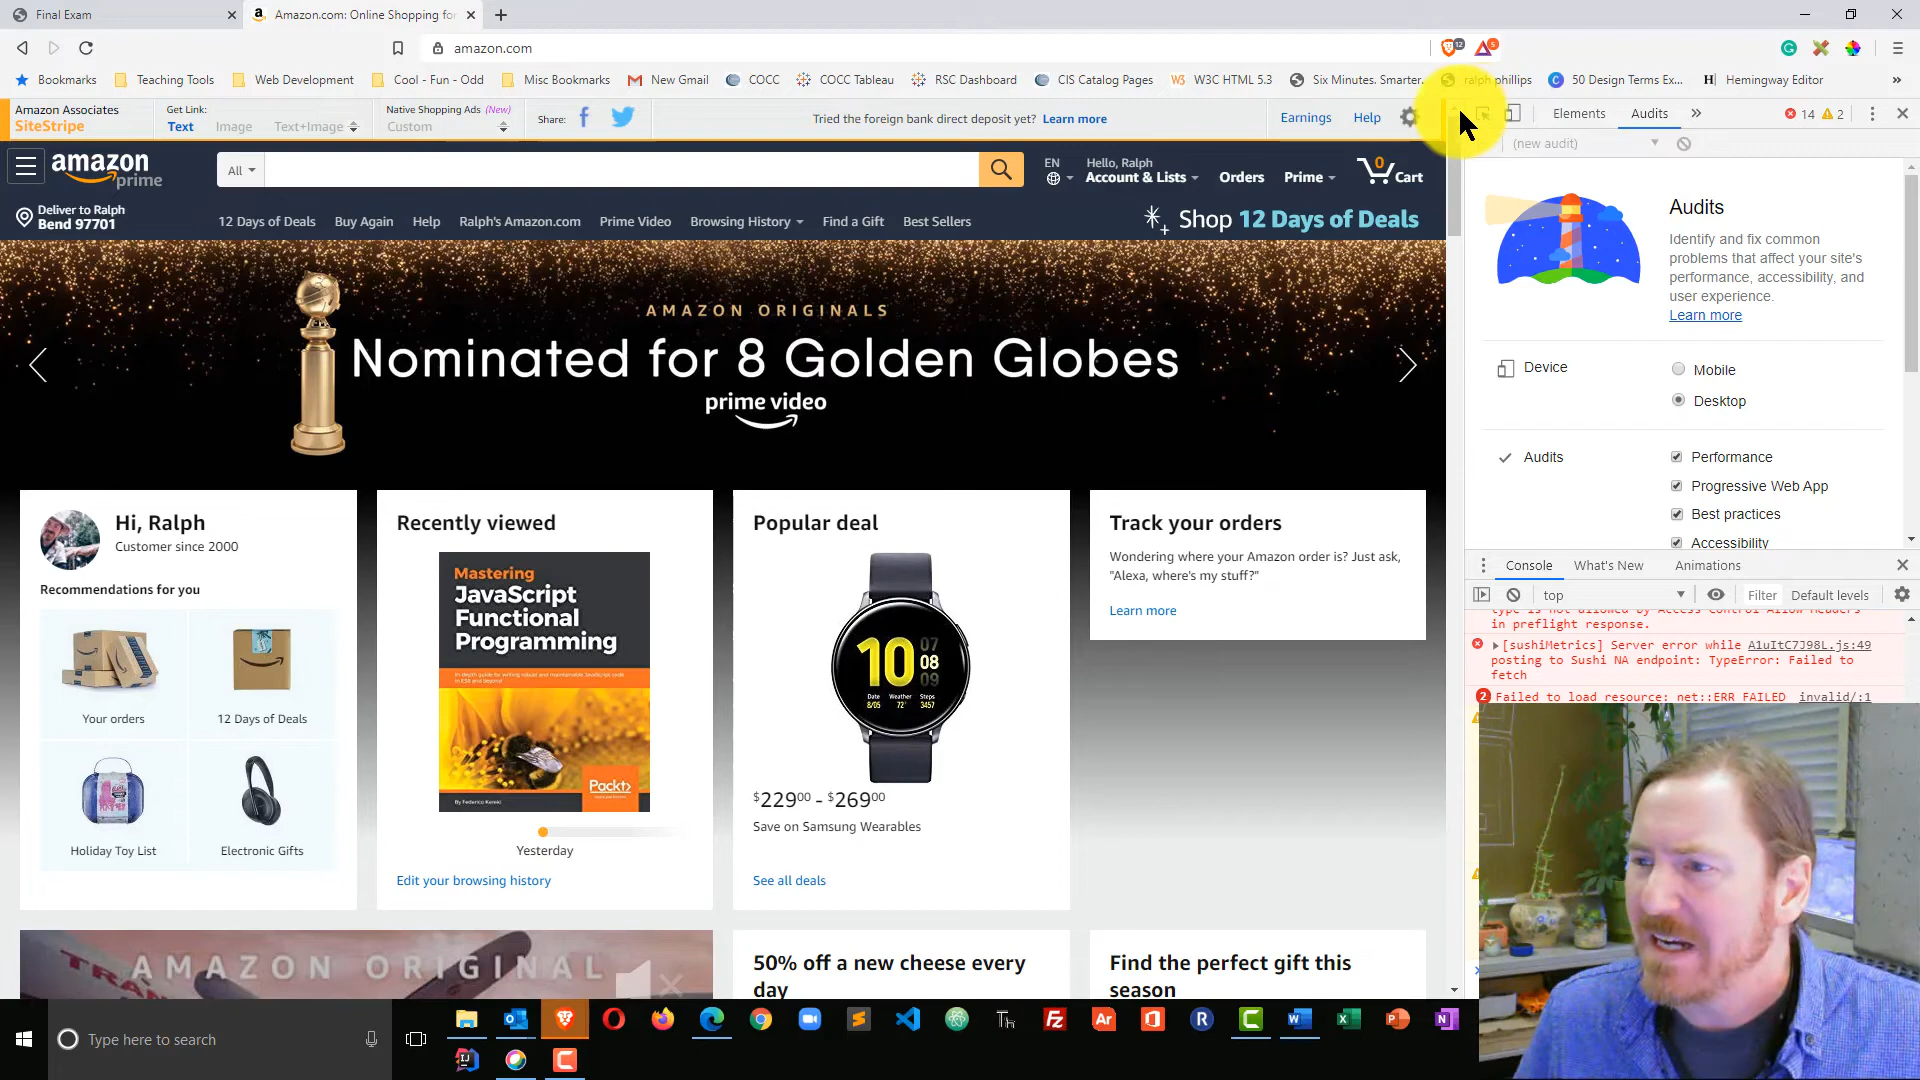 Final Exam
Amazon.com: Online Shopping for
amazon.com
12
5
Bookmarks
Teaching Tools
Web Development
Cool - Fun - Odd
Misc Bookmarks
New Gmail
COCC
COCC Tableau
RSC Dashboard
CIS Catalog Pages
W3C HTML 5.3
Six Minutes. Smarter.
ralph phillips
50 Design Terms Ex...
Hemingway Editor
Amazon Associates
SiteStripe
Get Link:
Text
Image
Text+Image
Native Shopping Ads (New)
Custom
Share:
Tried the foreign bank direct deposit yet? Learn more
Earnings
Help
Elements
Audits
14
2
(new audit)
amazon
prime
All
EN
Hello, Ralph
Account & Lists
Orders
Prime
0
Cart
Deliver to Ralph
Bend 97701
12 Days of Deals
Buy Again
Help
Ralph's Amazon.com
Prime Video
Browsing History
Find a Gift
Best Sellers
Shop 12 Days of Deals
AMAZON ORIGINALS
Nominated for 8 Golden Globes
prime video
Audits
Identify and fix common
problems that affect your site's
performance, accessibility, and
user experience.
Learn more
Device
Mobile
Desktop
Audits
Performance
Progressive Web App
Best practices
Accessibility
Hi, Ralph
Customer since 2000
Recommendations for you
Your orders
12 Days of Deals
Holiday Toy List
Electronic Gifts
Recently viewed
Mastering
JavaScript
Functional
Programming
Packt>
By Federico Kereki
Yesterday
Edit your browsing history
Popular deal
10
07
08
09
Date
Weather
Steps
8/05
72°
3457
$22900 - $26900
Save on Samsung Wearables
See all deals
Track your orders
Wondering where your Amazon order is? Just ask,
"Alexa, where's my stuff?"
Learn more
Console
What's New
Animations
top
Filter
Default levels
type is not allowed by Access-Control-Allow-Headers
in preflight response.
[sushiMetrics] Server error while A1uItC7J98L.js:49
posting to Sushi NA endpoint: TypeError: Failed to
fetch
2 Failed to load resource: net::ERR_FAILED invalid/:1
AMAZON ORIGINAL
50% off a new cheese every
day
Find the perfect gift this
season
Type here to search